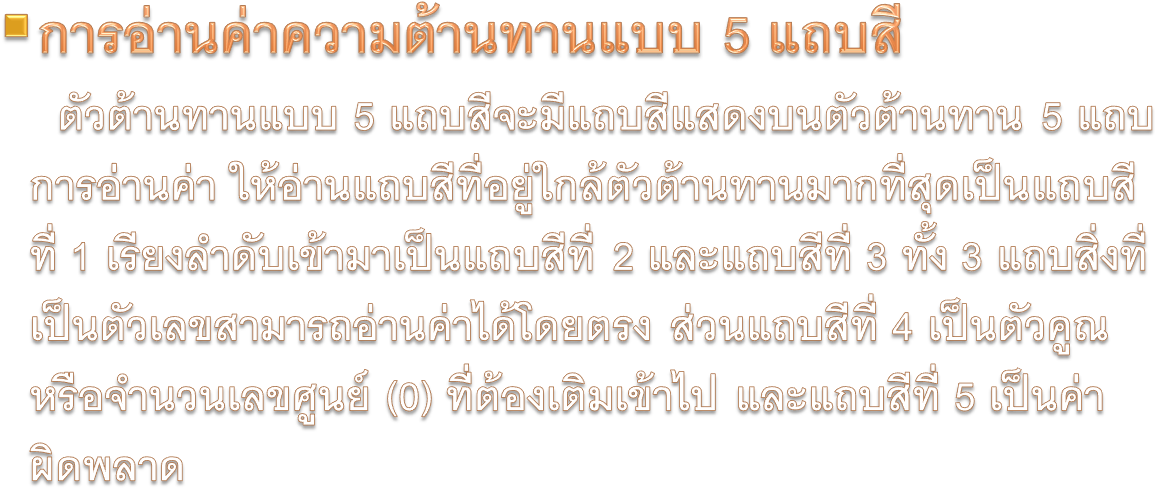 การอ่านค่าความต้านทานแบบ 5 แถบสี
ตัวต้านทานแบบ 5 แถบสีจะมีแถบสีแสดงบนตัวต้านทาน 5 แถบ
การอ่านค่า ให้อ่านแถบสีที่อยู่ใกล้ตัวต้านทานมากที่สุดเป็นแถบสี
ที่ 1 เรียงลำดับเข้ามาเป็นแถบสีที่ 2 และแถบสีที่ 3 ทั้ง 3 แถบสิ่งที่
เป็นตัวเลขสามารถอ่านค่าได้โดยตรง ส่วนแถบสีที่ 4 เป็นตัวคูณ
หรือจำนวนเลขศูนย์ (0) ที่ต้องเติมเข้าไป และแถบสีที่ 5 เป็นค่า
ผิดพลาด